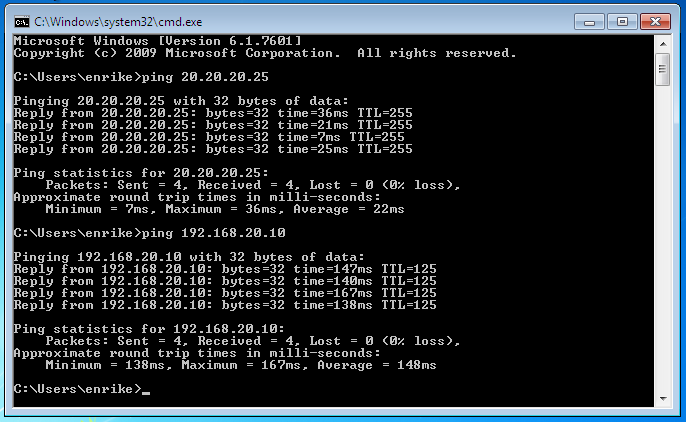 C:\Windows\system32\cmd.exe
Microsoft Windows [Version 6.1.7601]
Copyright (c) 2009 Microsoft Corporation.  All rights reserved.
C:\Users\enrike>ping 20.20.20.25
Pinging 20.20.20.25 with 32 bytes of data:
Reply from 20.20.20.25: bytes=32 time=36ms TTL=255
Reply from 20.20.20.25: bytes=32 time=21ms TTL=255
Reply from 20.20.20.25: bytes=32 time=7ms TTL=255
Reply from 20.20.20.25: bytes=32 time=25ms TTL=255
Ping statistics for 20.20.20.25:
    Packets: Sent = 4, Received = 4, Lost = 0 (0% loss),
Approximate round trip times in milli-seconds:
    Minimum = 7ms, Maximum = 36ms, Average = 22ms
C:\Users\enrike>ping 192.168.20.10
Pinging 192.168.20.10 with 32 bytes of data:
Reply from 192.168.20.10: bytes=32 time=147ms TTL=125
Reply from 192.168.20.10: bytes=32 time=140ms TTL=125
Reply from 192.168.20.10: bytes=32 time=167ms TTL=125
Reply from 192.168.20.10: bytes=32 time=138ms TTL=125
Ping statistics for 192.168.20.10:
    Packets: Sent = 4, Received = 4, Lost = 0 (0% loss),
Approximate round trip times in milli-seconds:
    Minimum = 138ms, Maximum = 167ms, Average = 148ms
C:\Users\enrike>_